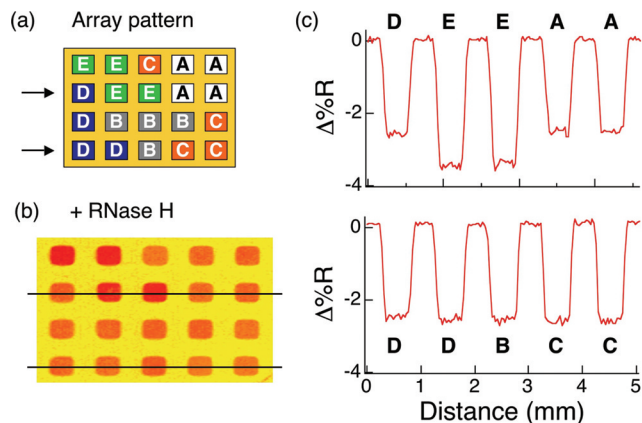 (a) Array pattern
E E C A A
D E E A A
D B B B C
D D B C C
(b) + RNase H
(c)
D E E A A
0
-2
-4
Δ%R
0
-2
-4
Δ%R
D D B C C
0 1 2 3 4 5
Distance (mm)